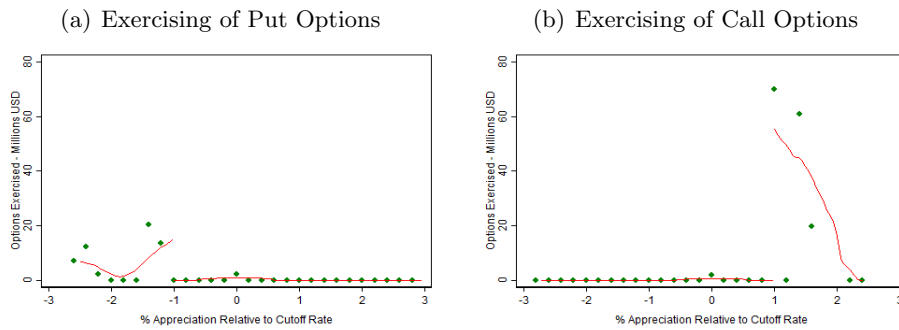 (a) Exercising of Put Options
Options Exercised - Millions USD
80
60
40
20
0
-3 -2 -1 0 1 2 3
% Appreciation Relative to Cutoff Rate
(b) Exercising of Call Options
Options Exercised - Millions USD
80
60
40
20
0
-3 -2 -1 0 1 2 3
% Appreciation Relative to Cutoff Rate